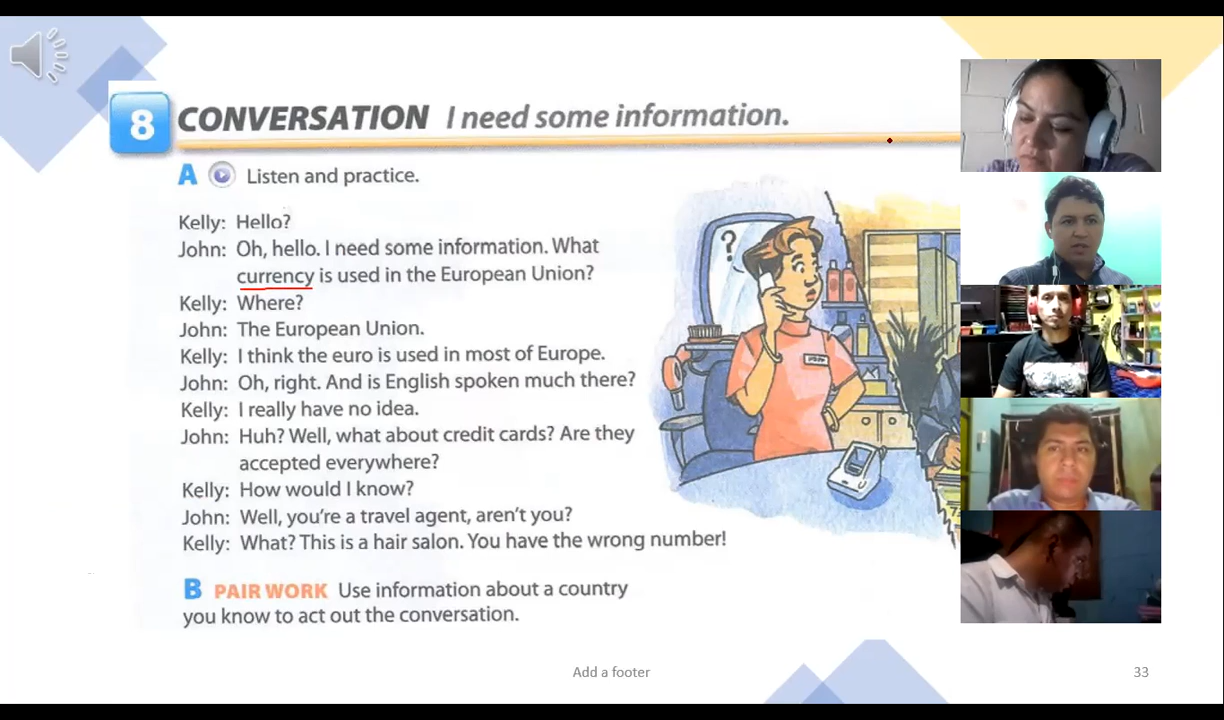 8 CONVERSATION I need some information.
A Listen and practice.
Kelly: Hello?
John: Oh, hello. I need some information. What
currency is used in the European Union?
Kelly: Where?
John: The European Union.
Kelly: I think the euro is used in most of Europe.
John: Oh, right. And is English spoken much there?
Kelly: I really have no idea.
John: Huh? Well, what about credit cards? Are they
accepted everywhere?
Kelly: How would I know?
John: Well, you're a travel agent, aren't you?
Kelly: What? This is a hair salon. You have the wrong number!
?
B PAIR WORK Use information about a country
you know to act out the conversation.
Add a footer
33